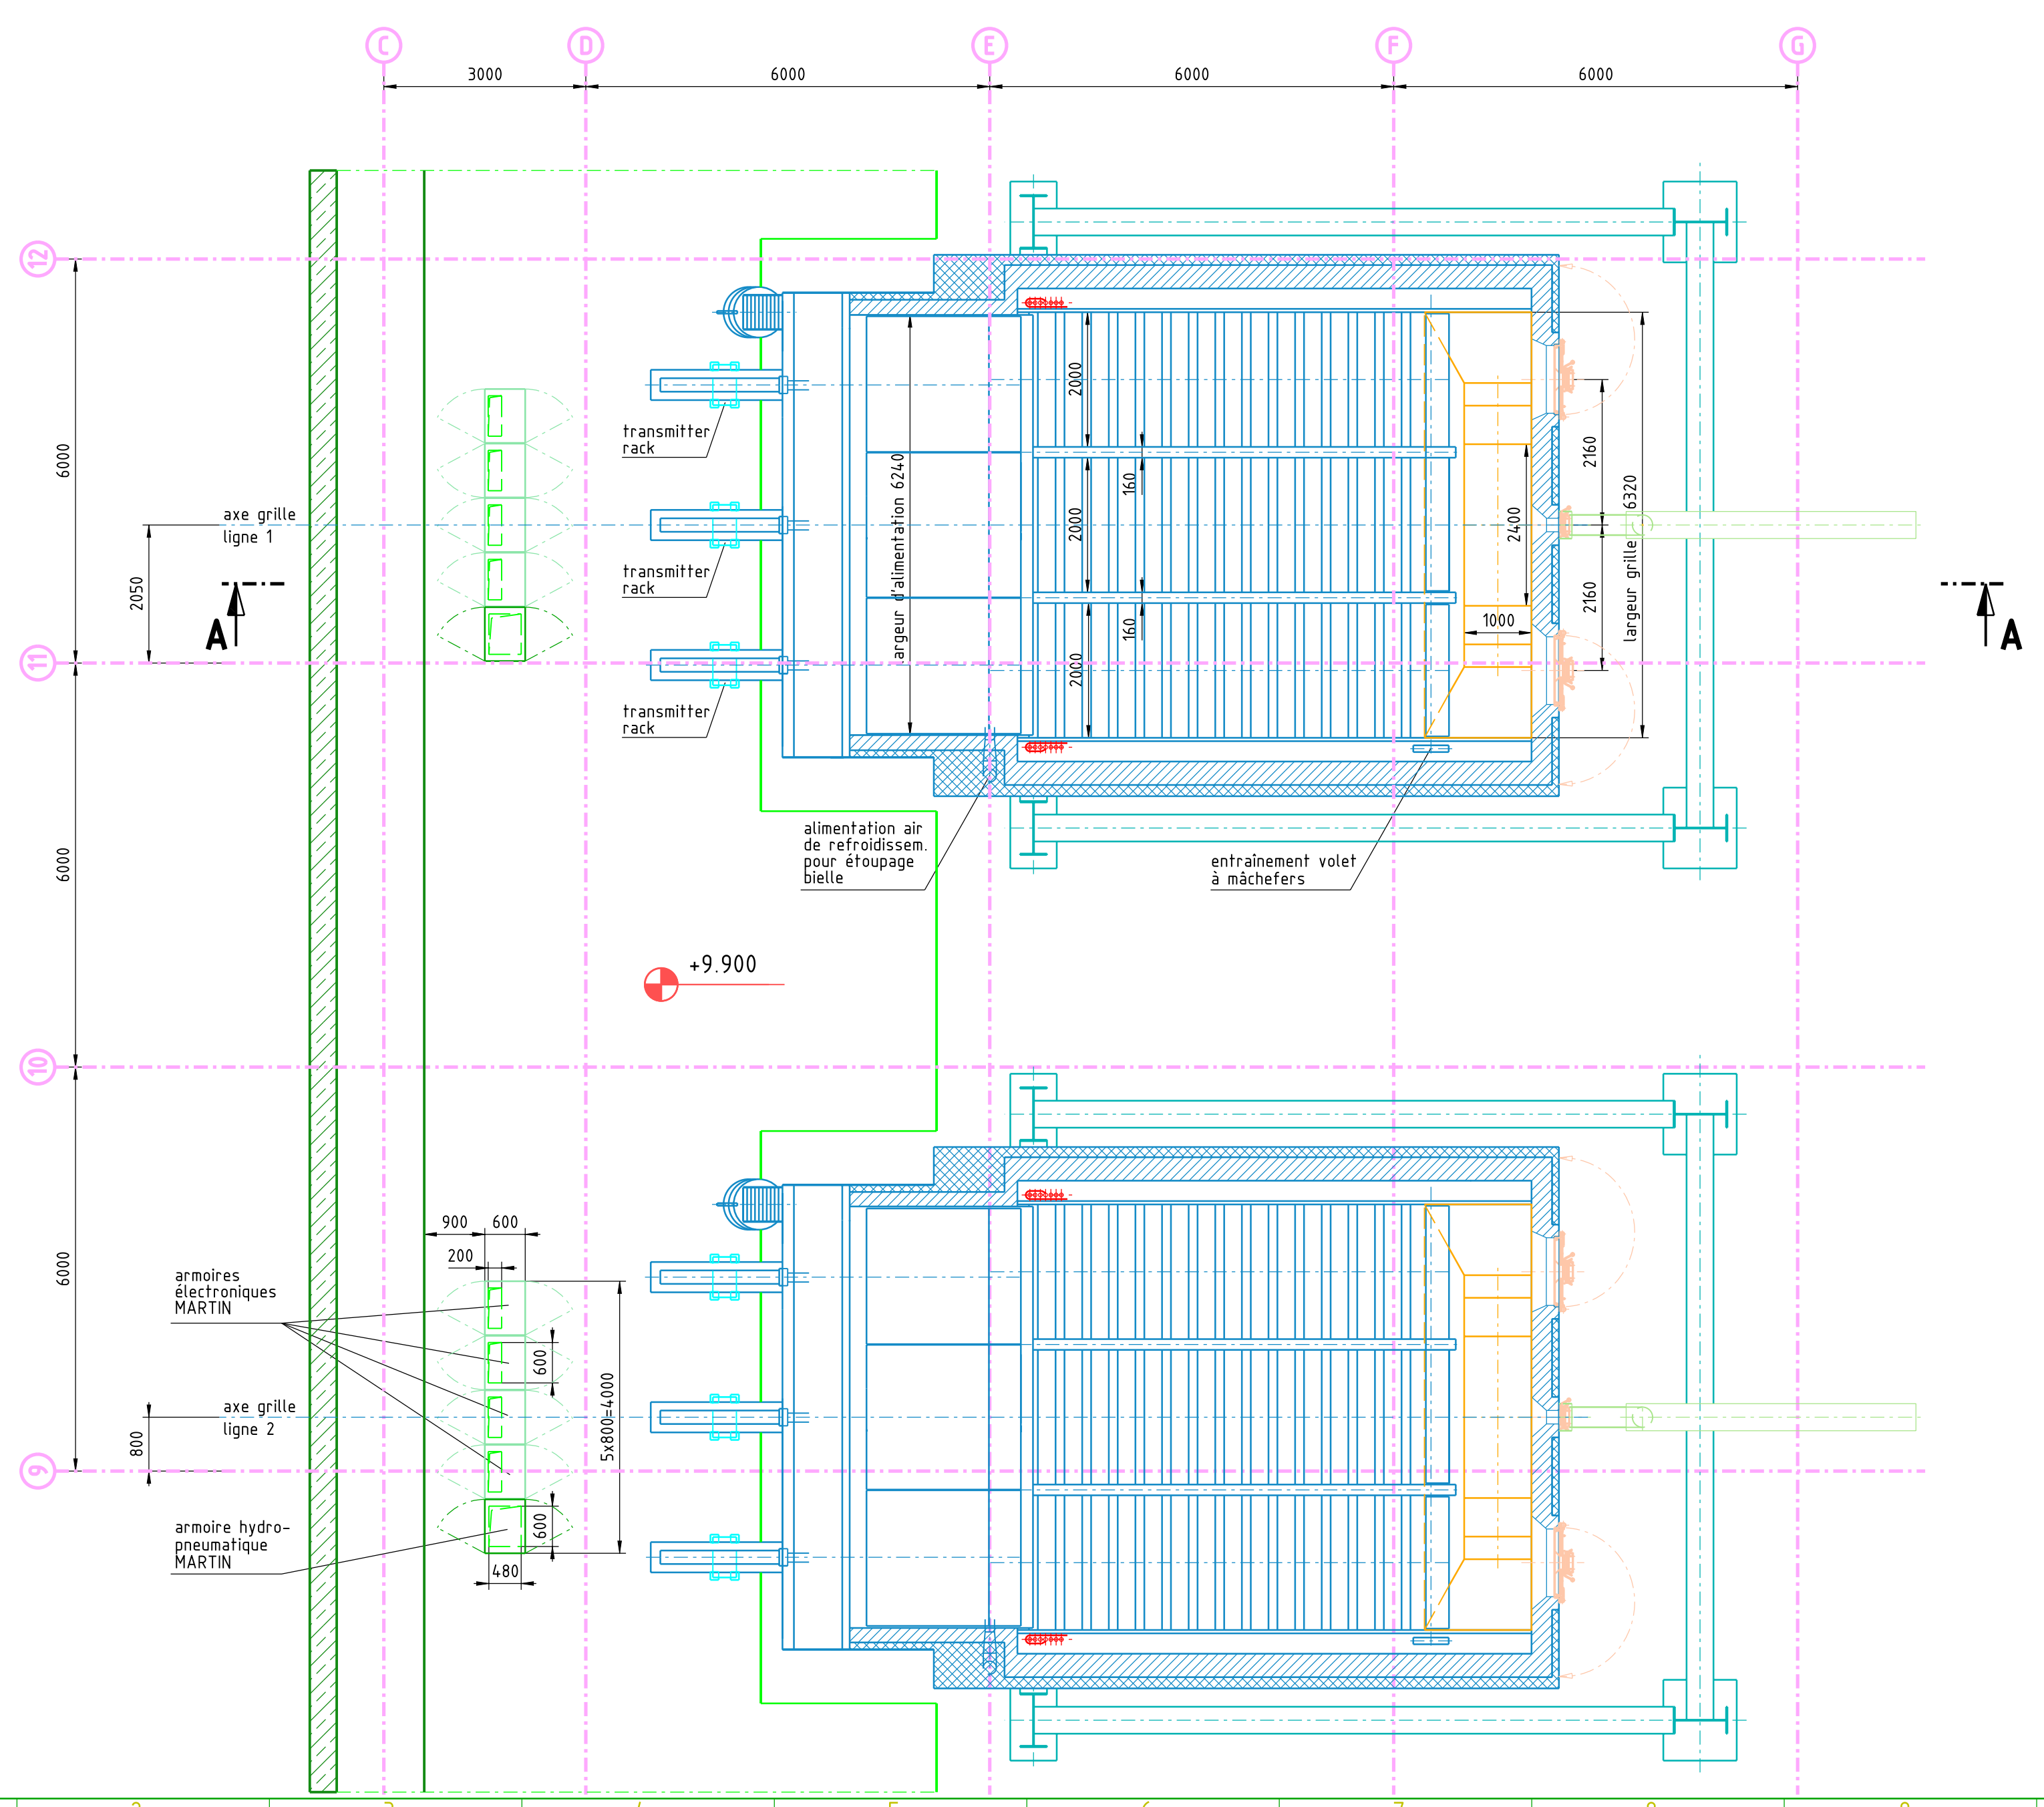 C
D
E
F
G
3000
6000
6000
6000
12
11
10
9
6000
6000
6000
2050
800
axe grille
ligne 1
A
A
transmitter
rack
transmitter
rack
transmitter
rack
largeur d'alimentation 6240
2000
160
2000
160
2000
2400
1000
2160
2160
largeur grille 6320
alimentation air
de refroidissem.
pour étoupage
bielle
entraînement volet
à mâchefers
+9.900
900
600
200
armoires
électroniques
MARTIN
600
5x800=4000
axe grille
ligne 2
armoire hydro-
pneumatique
MARTIN
600
480